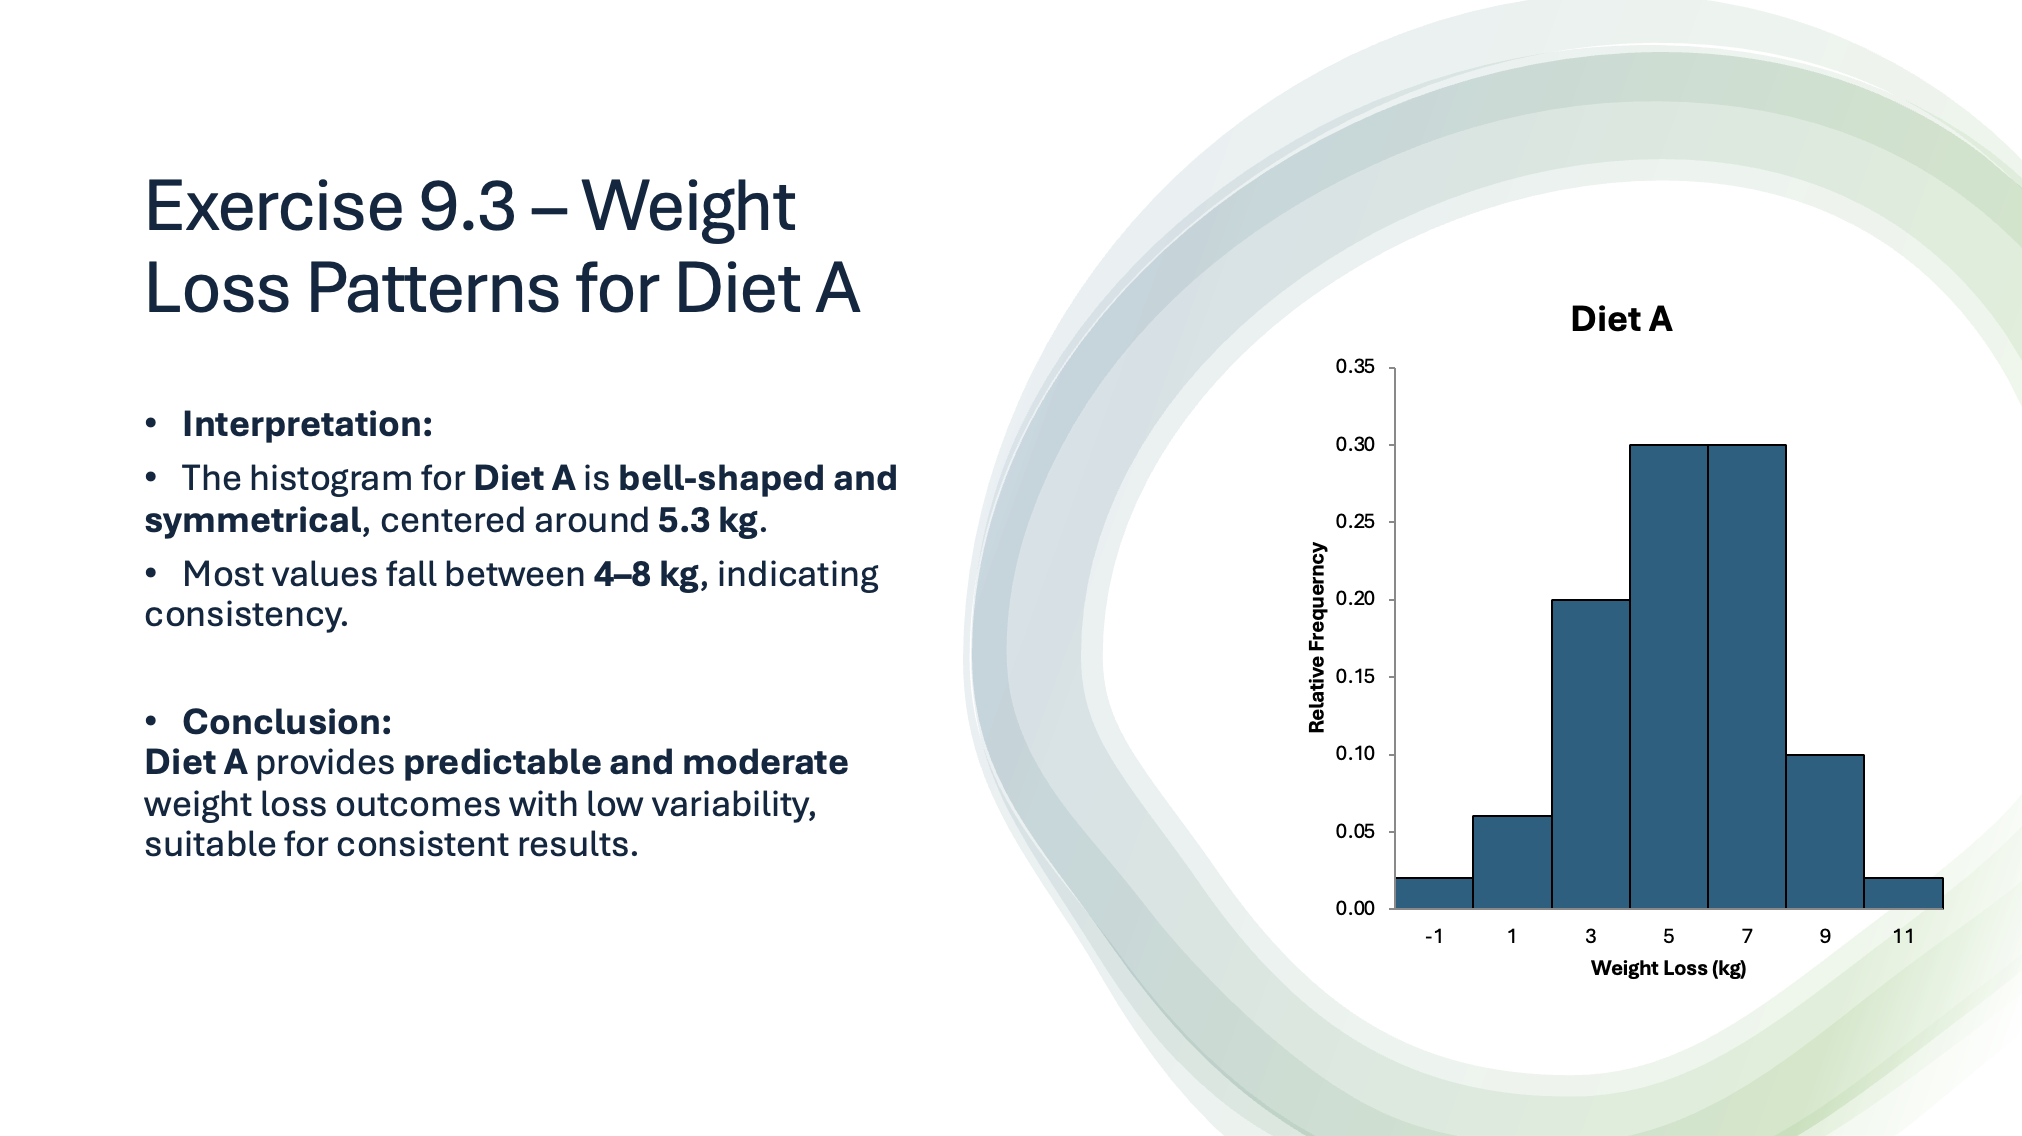 Exercise 9.3 – Weight
Loss Patterns for Diet A
• Interpretation:
• The histogram for Diet A is bell-shaped and
symmetrical, centered around 5.3 kg.
• Most values fall between 4–8 kg, indicating
consistency.
• Conclusion:
Diet A provides predictable and moderate
weight loss outcomes with low variability,
suitable for consistent results.
Diet A
0.35
0.30
0.25
0.20
0.15
0.10
0.05
0.00
Relative Frequerncy
-1 1 3 5 7 9 11
Weight Loss (kg)